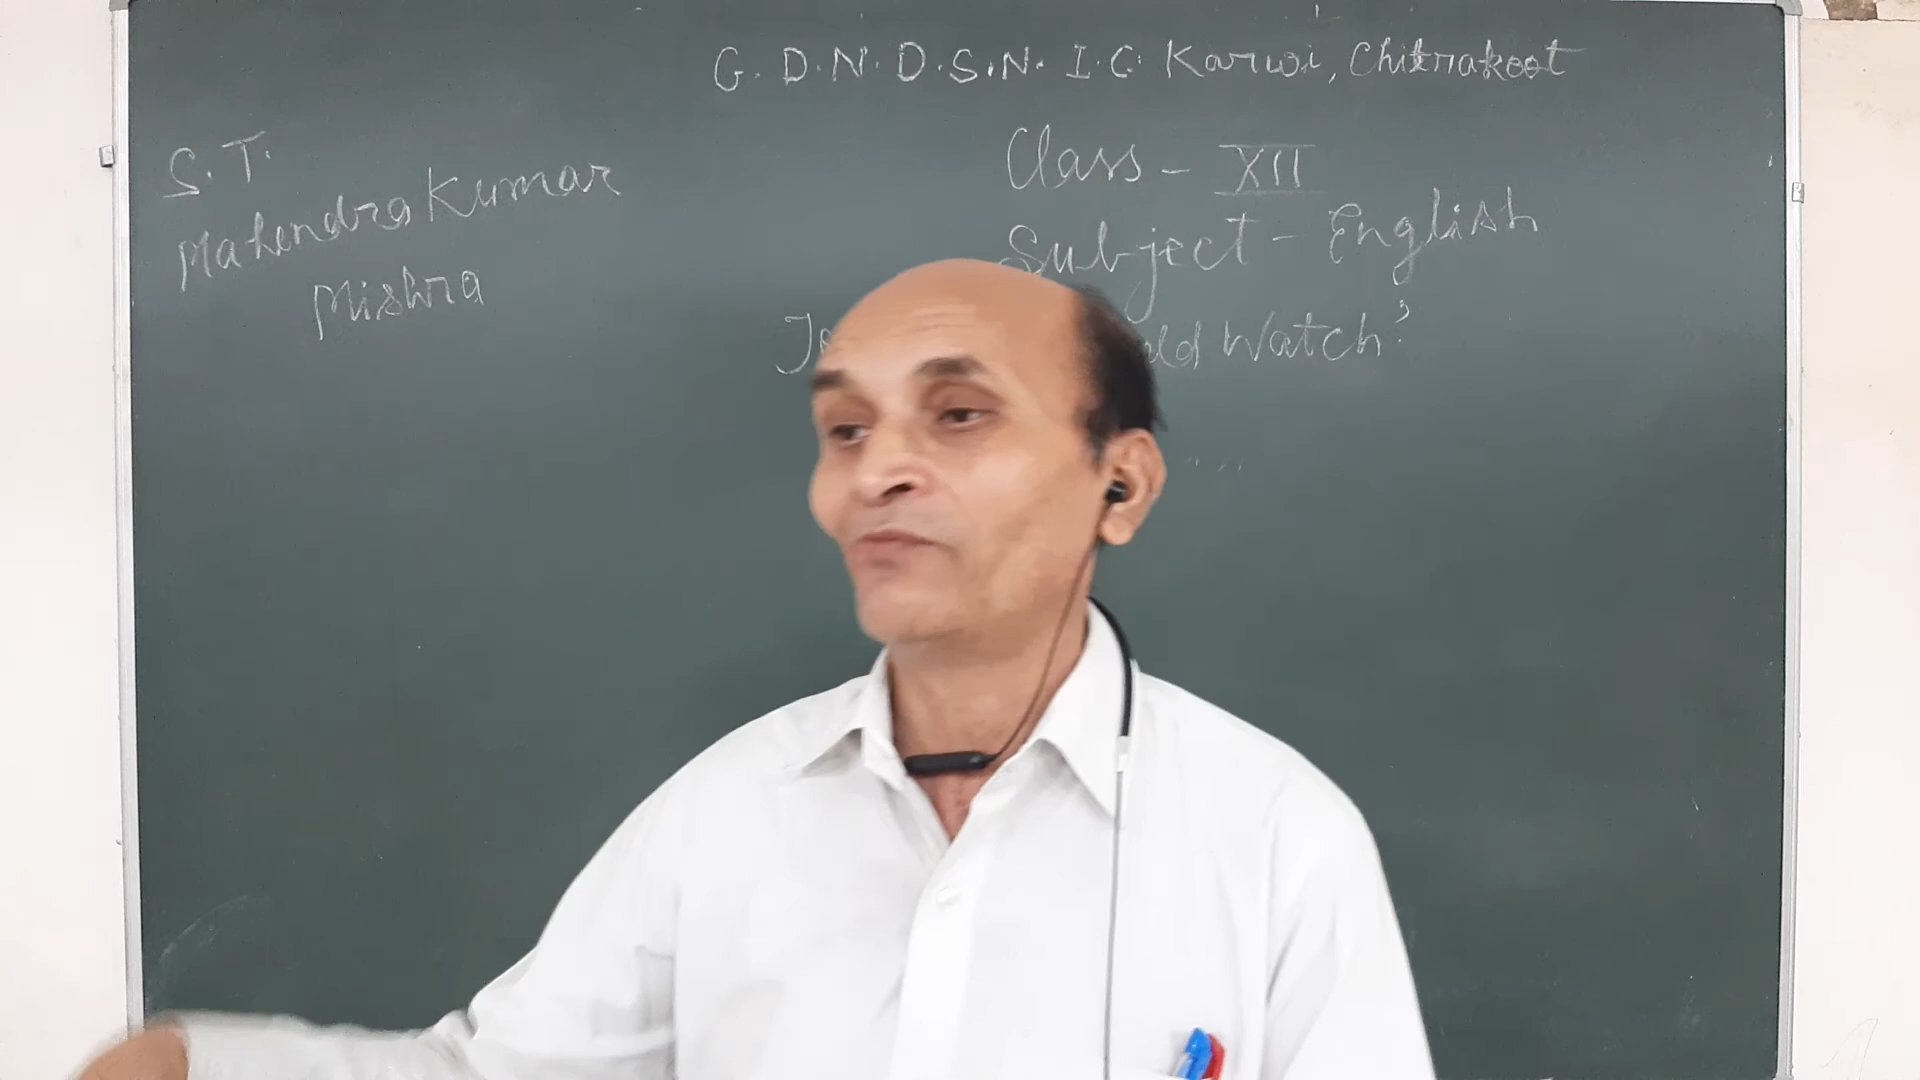 G. D. N. D. S. N. I. C. Karwi, Chitrakoot
S. T.
Mahendra Kumar
Mishra
Class - XII
Subject - English
Watch'